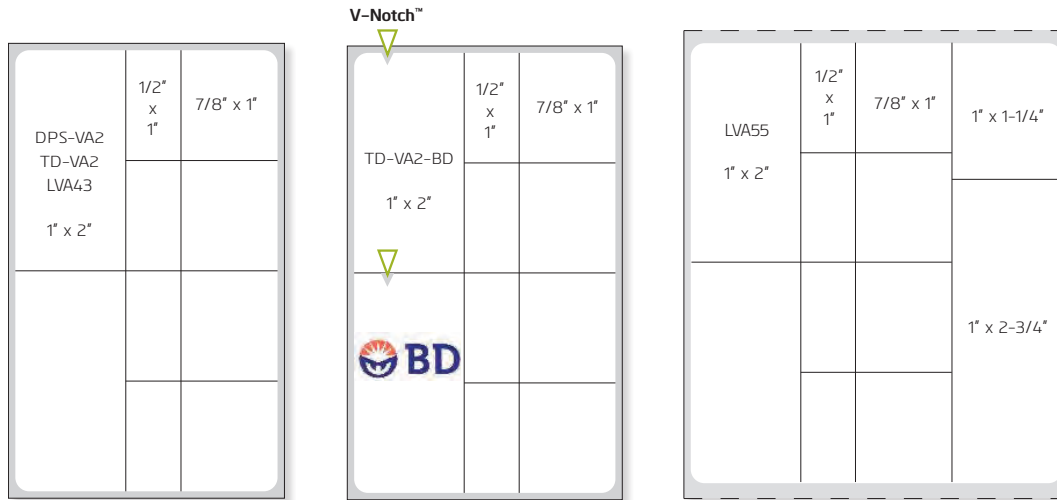 V-Notch™
DPS-VA2
TD-VA2
LVA43
1" x 2"
1/2"
x
1"
7/8" x 1"
TD-VA2-BD
1" x 2"
1/2"
x
1"
7/8" x 1"
BD
LVA55
1" x 2"
1/2"
x
1"
7/8" x 1"
1" x 1-1/4"
1" x 2-3/4"